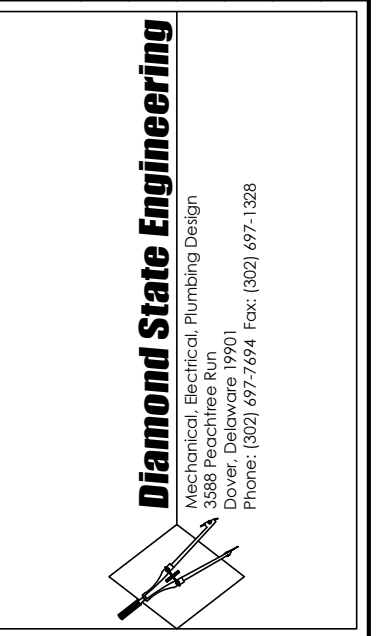 Diamond State Engineering
Mechanical, Electrical, Plumbing Design
3588 Peachtree Run
Dover, Delaware 19901
Phone: (302) 697-7694 Fax: (302) 697-1328